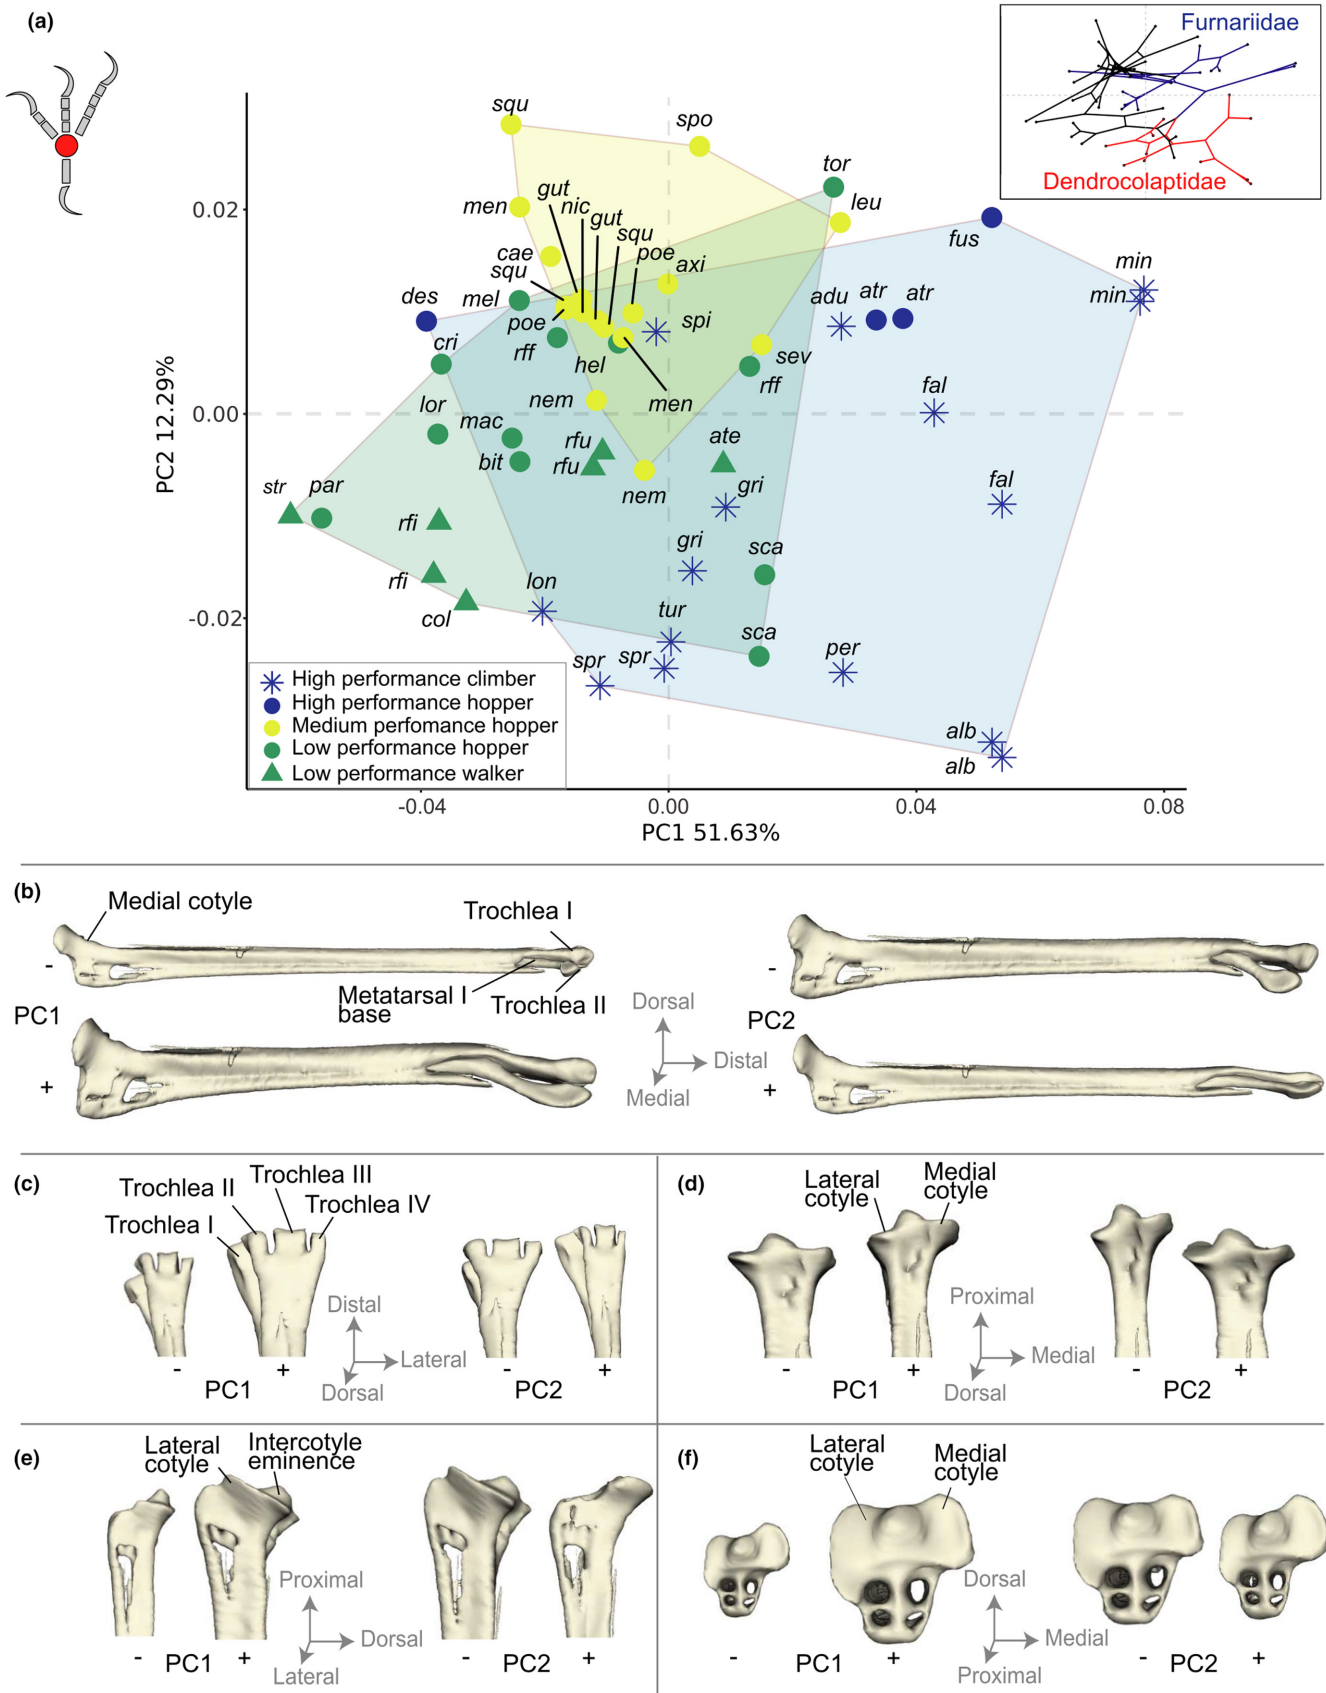 (a)
Furnariidae
Dendrocolaptidae
squ
spo
tor
gut
nic
gut
men
squ
leu
cae
poe
axi
fus
squ
min
des
mel
spi
adu
atr
atr
min
poe
cri
rff
hel
sev
rff
fal
lor
nem
men
mac
rfu
ate
bit
rfu
str
par
nem
gri
fal
rfi
gri
sca
rfi
lon
col
tur
sca
spr
spr
per
alb
alb
0.02
0.00
-0.02
PC2 12.29%
-0.04
0.00
0.04
0.08
PC1 51.63%
High performance climber
High performance hopper
Medium perfomance hopper
Low performance hopper
Low performance walker
(b)
Medial cotyle
Trochlea I
-
Metatarsal I
base
Trochlea II
PC1
+
Dorsal
Distal
Medial
-
PC2
+
(c)
Trochlea III
Trochlea II
Trochlea IV
Trochlea I
Distal
Lateral
Dorsal
- +
PC1
- +
PC2
(d)
Lateral
cotyle
Medial
cotyle
Proximal
Medial
Dorsal
- +
PC1
- +
PC2
(e)
Lateral
cotyle
Intercotyle
eminence
Proximal
Dorsal
Lateral
- PC1 +
- PC2 +
(f)
Lateral
cotyle
Medial
cotyle
Dorsal
Medial
Proximal
- PC1 +
- PC2 +